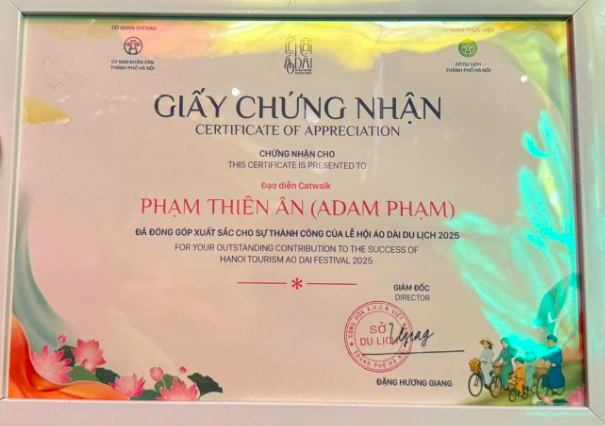 CƠ QUAN CHỈ ĐẠO
ỦY BAN NHÂN DÂN
THÀNH PHỐ HÀ NỘI
LỄ HỘI
ÁO DÀI
SỞ DU LỊCH
THÀNH PHỐ HÀ NỘI
GIẤY CHỨNG NHẬN
CERTIFICATE OF APPRECIATION
CHỨNG NHẬN CHO
THIS CERTIFICATE IS PRESENTED TO
Đạo diễn Catwalk
PHẠM THIÊN ÂN (ADAM PHẠM)
ĐÃ ĐÓNG GÓP XUẤT SẮC CHO SỰ THÀNH CÔNG CỦA LỄ HỘI ÁO DÀI DU LỊCH 2025
FOR YOUR OUTSTANDING CONTRIBUTION TO THE SUCCESS OF
HANOI TOURISM AO DAI FESTIVAL 2025
GIÁM ĐỐC
DIRECTOR
SỞ
DU LỊCH
ĐẶNG HƯƠNG GIANG